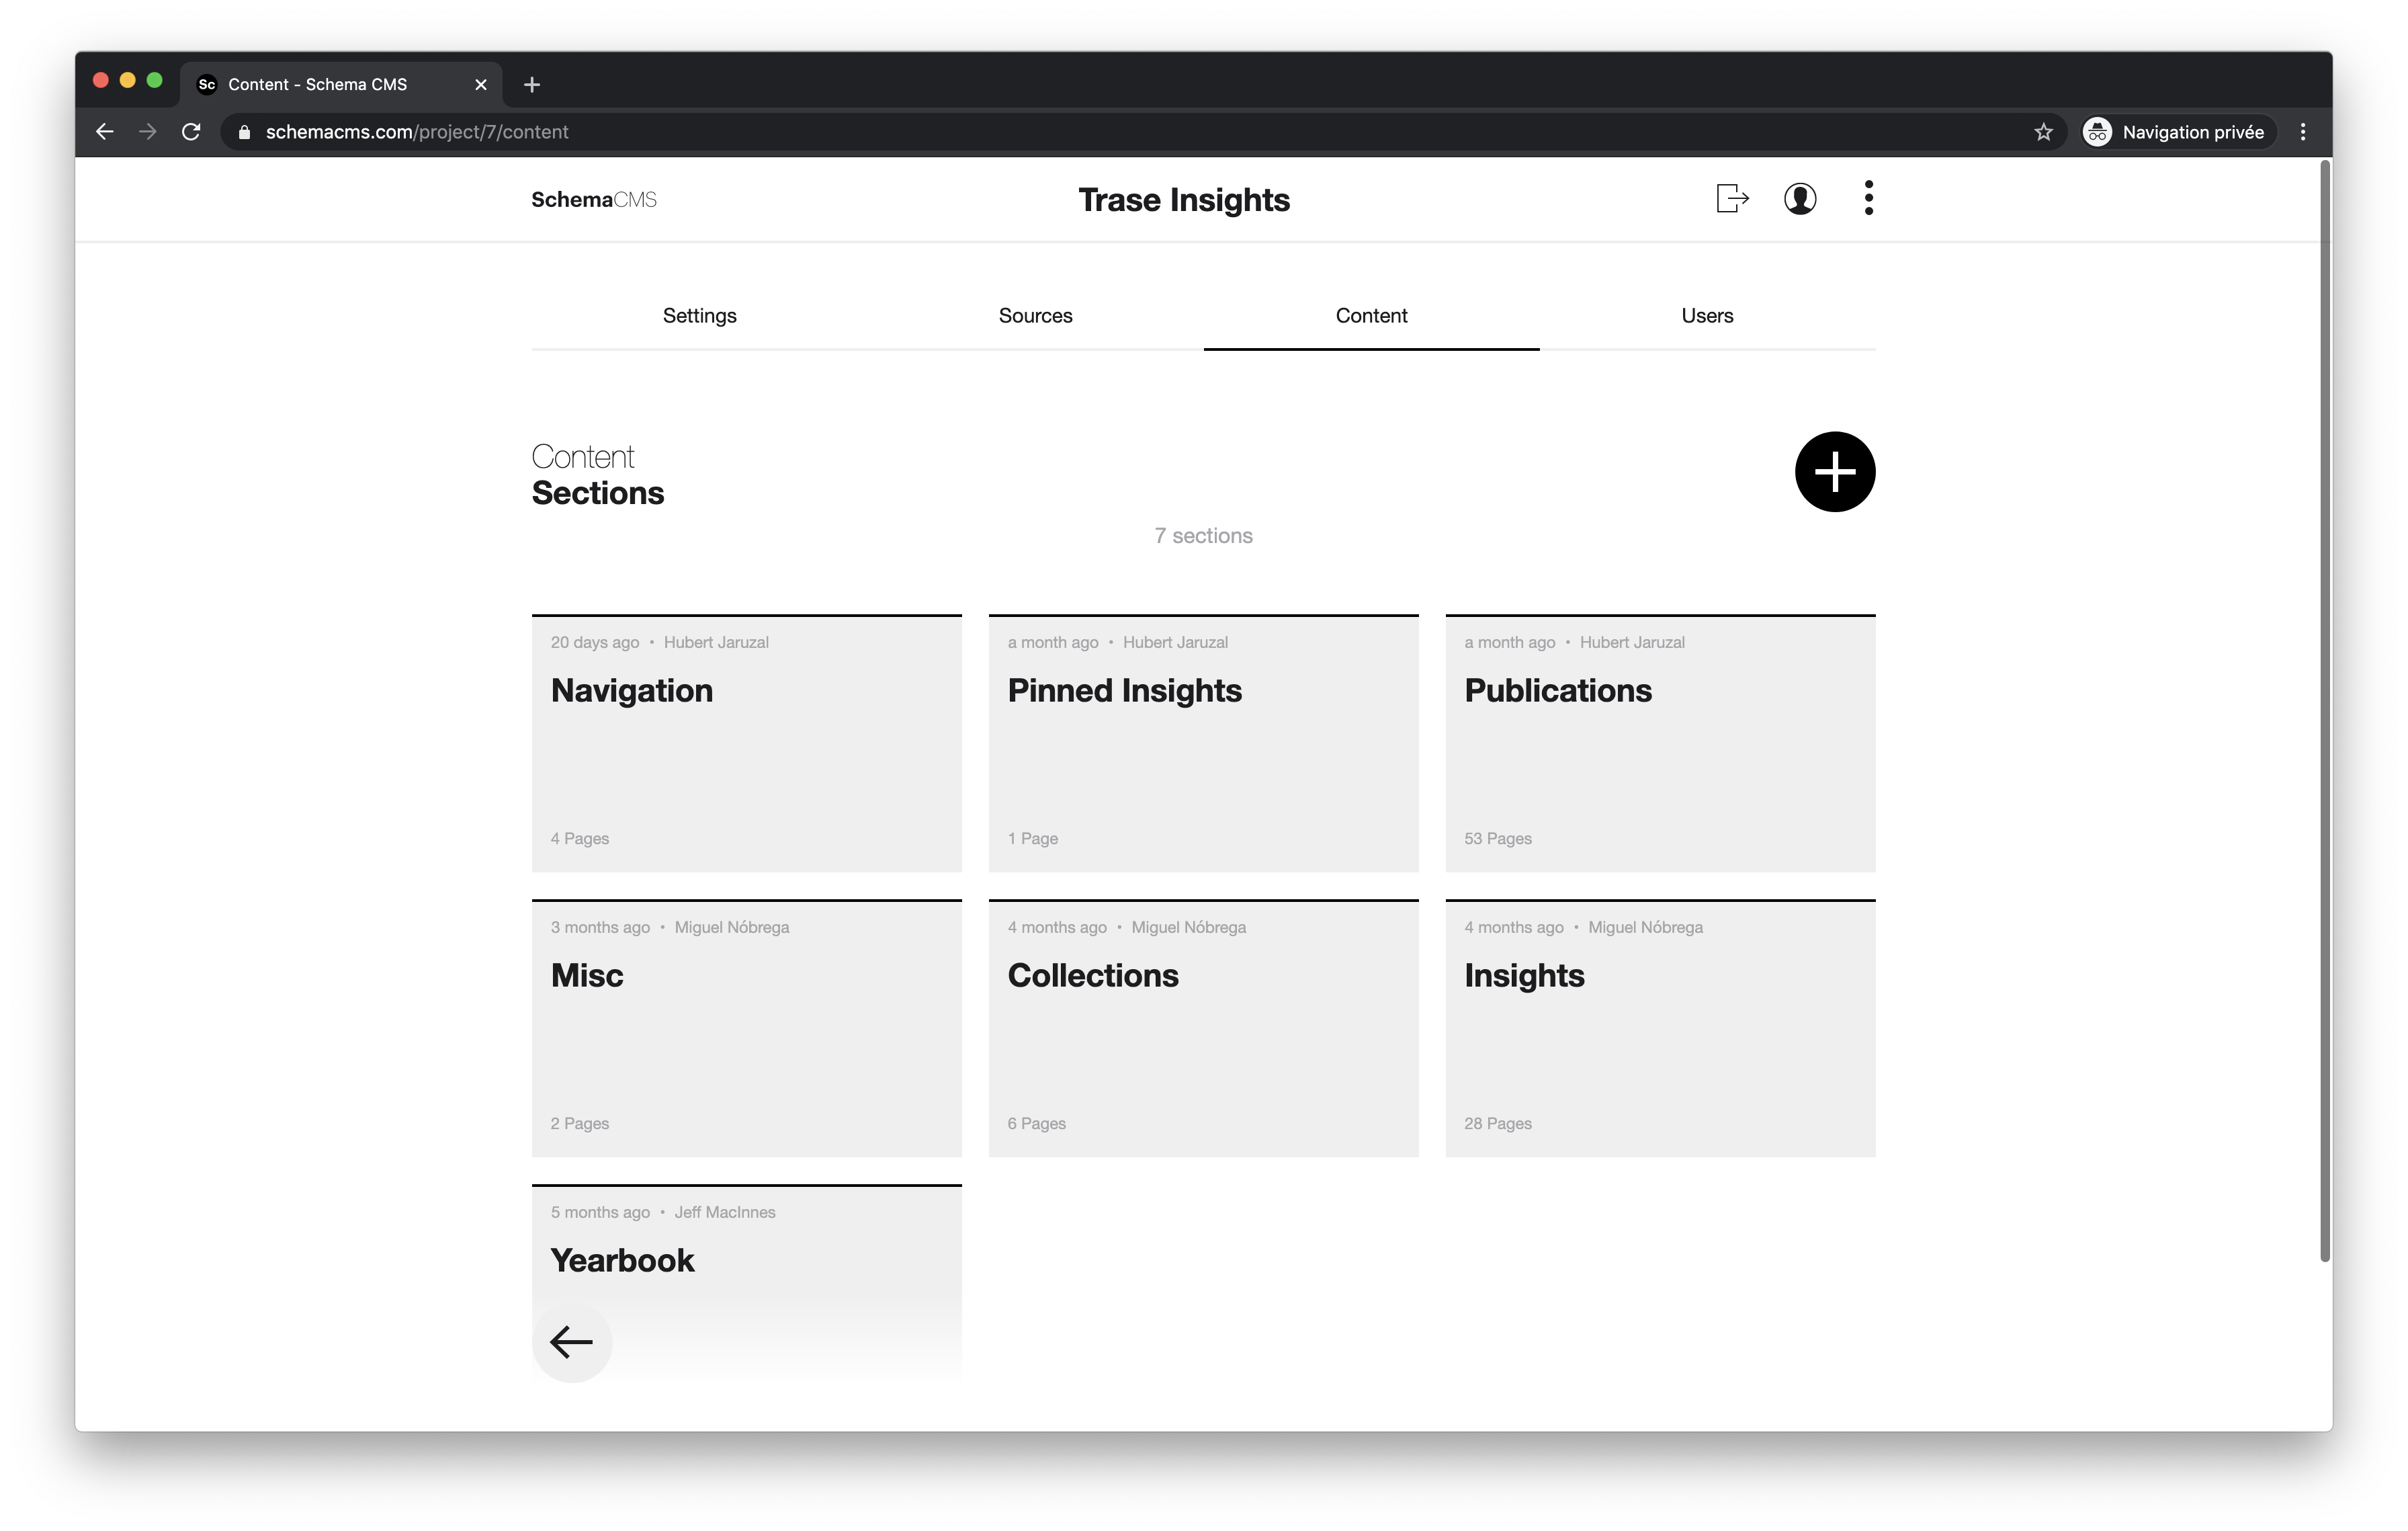 Sc Content - Schema CMS
schemacms.com/project/7/content
Navigation privée
SchemaCMS
Trase Insights
Settings
Sources
Content
Users
Content
Sections
7 sections
20 days ago • Hubert Jaruzal
Navigation
4 Pages
a month ago • Hubert Jaruzal
Pinned Insights
1 Page
a month ago • Hubert Jaruzal
Publications
53 Pages
3 months ago • Miguel Nóbrega
Misc
2 Pages
4 months ago • Miguel Nóbrega
Collections
6 Pages
4 months ago • Miguel Nóbrega
Insights
28 Pages
5 months ago • Jeff MacInnes
Yearbook